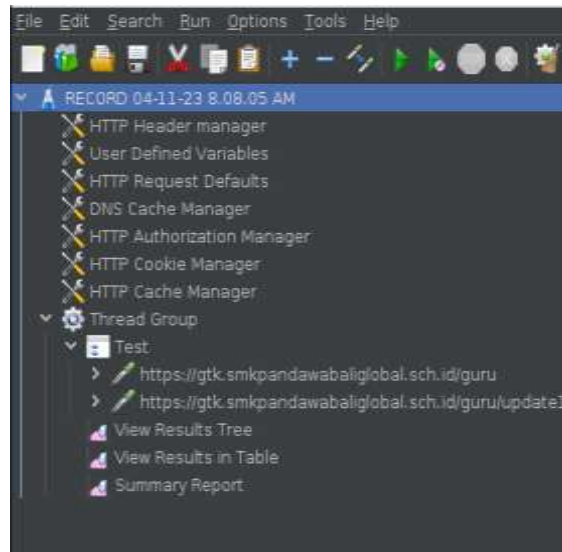 File Edit Search Run Options Tools Help
RECORD 04-11-23 8.08.05 AM
HTTP Header manager
User Defined Variables
HTTP Request Defaults
DNS Cache Manager
HTTP Authorization Manager
HTTP Cookie Manager
HTTP Cache Manager
Thread Group
Test
https://gtk.smkpandawabaliglobal.sch.id/guru
https://gtk.smkpandawabaliglobal.sch.id/guru/update1
View Results Tree
View Results in Table
Summary Report